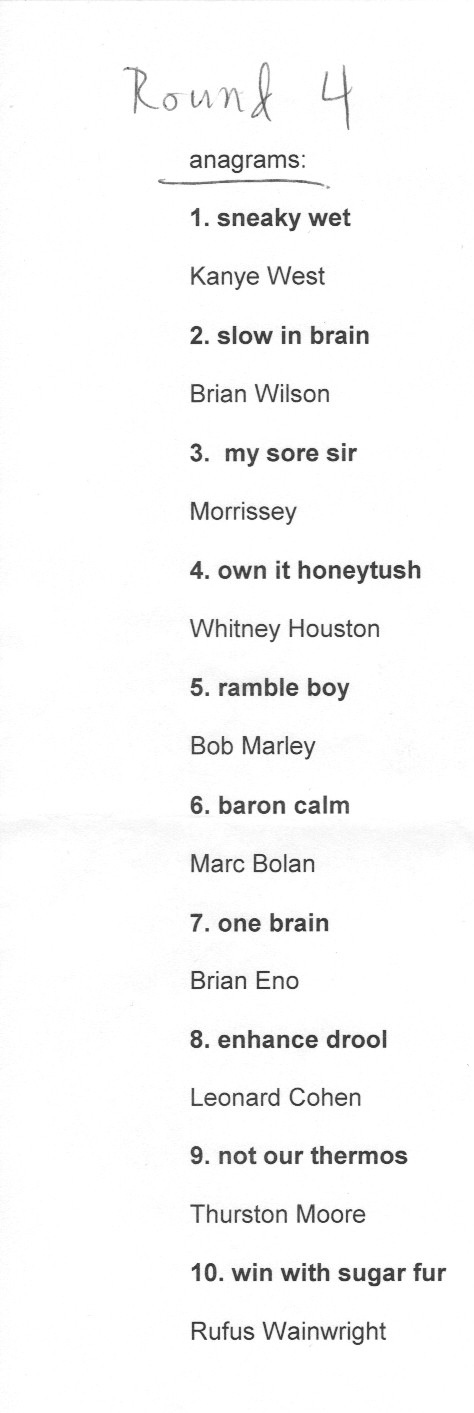 Round 4
anagrams:
1. sneaky wet
Kanye West
2. slow in brain
Brian Wilson
3.  my sore sir
Morrissey
4. own it honeytush
Whitney Houston
5. ramble boy
Bob Marley
6. baron calm
Marc Bolan
7. one brain
Brian Eno
8. enhance drool
Leonard Cohen
9. not our thermos
Thurston Moore
10. win with sugar fur
Rufus Wainwright